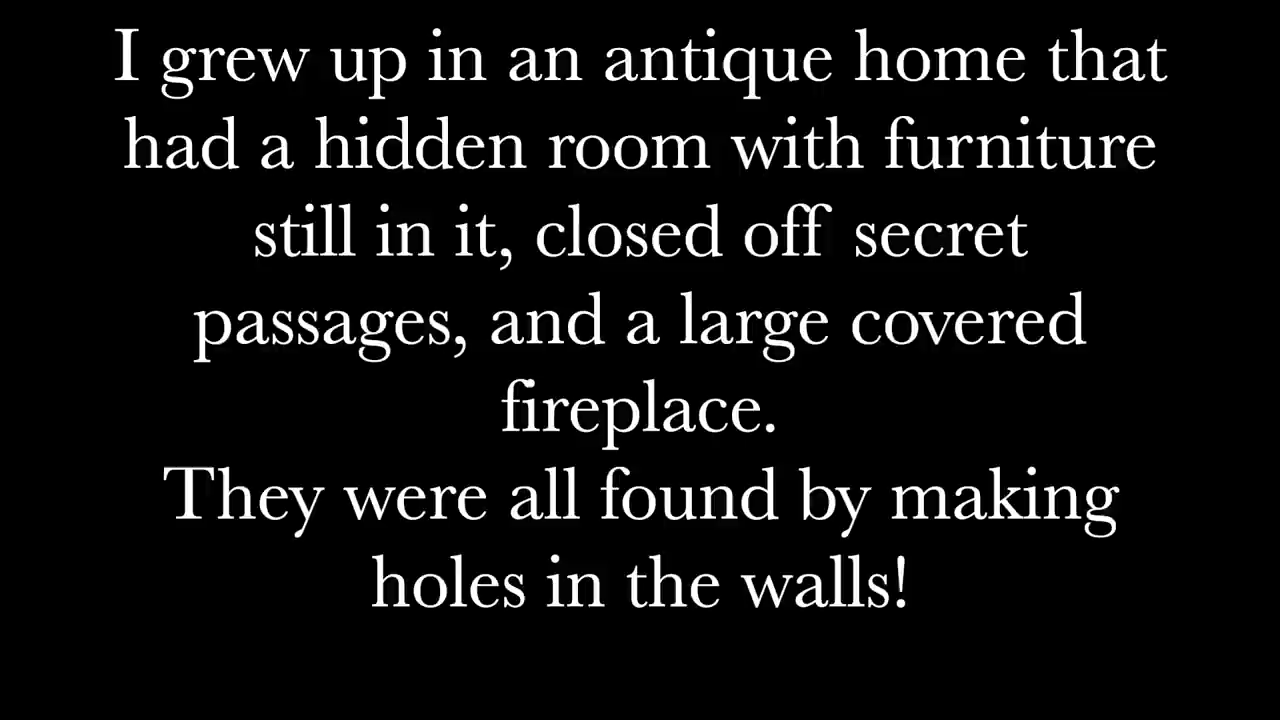 I grew up in an antique home that
had a hidden room with furniture
still in it, closed off secret
passages, and a large covered
fireplace.
They were all found by making
holes in the walls!